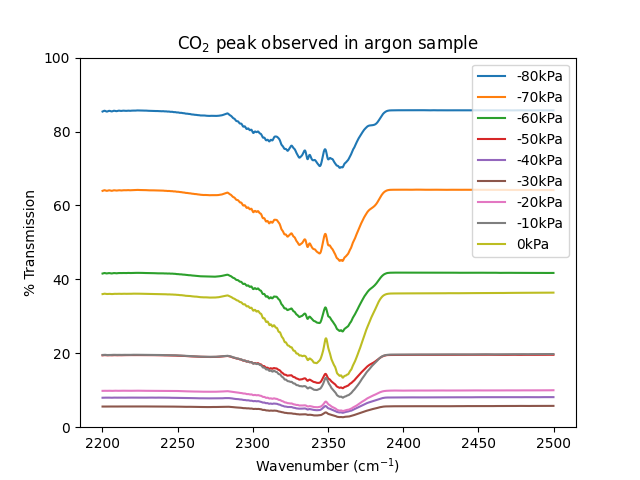 CO₂ peak observed in argon sample
100
80
60
40
20
0
% Transmission
2200 2250 2300 2350 2400 2450 2500
Wavenumber (cm⁻¹)
-80kPa
-70kPa
-60kPa
-50kPa
-40kPa
-30kPa
-20kPa
-10kPa
0kPa